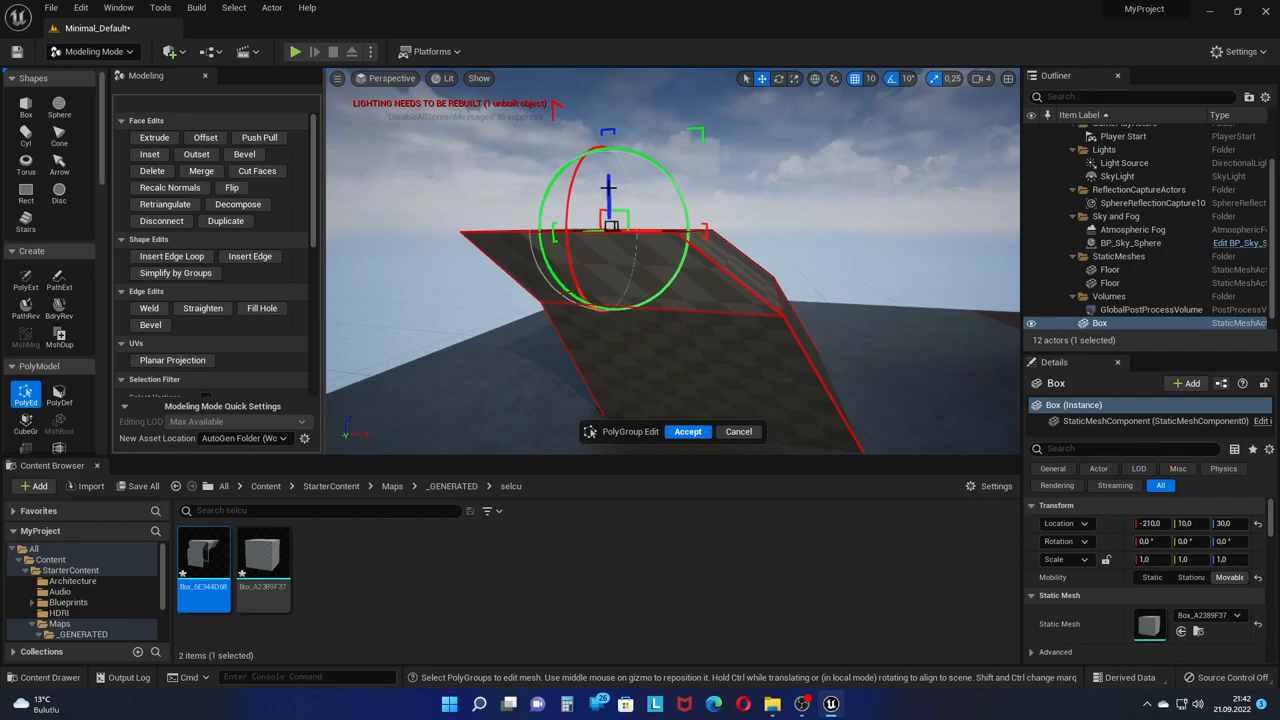 File Edit Window Tools Build Select Actor Help
MyProject
Minimal_Default•
Modeling Mode
Platforms
Settings
Shapes
Box Sphere
Cyl Cone
Torus Arrow
Rect Disc
Stairs
Create
PolyExt PathExt
PathRev BdryRev
MshMrg MshDup
PolyModel
PolyEd PolyDef
CubeGr MshBool
Modeling
Face Edits
Extrude Offset Push Pull
Inset Outset Bevel
Delete Merge Cut Faces
Recalc Normals Flip
Retriangulate Decompose
Disconnect Duplicate
Shape Edits
Insert Edge Loop Insert Edge
Simplify by Groups
Edge Edits
Weld Straighten Fill Hole
Bevel
UVs
Planar Projection
Selection Filter
Modeling Mode Quick Settings
Editing LOD Max Available
New Asset Location AutoGen Folder (Wo
Perspective Lit Show
10 10° 0,25 4
LIGHTING NEEDS TO BE REBUILT (1 unbuilt object)
'DisableAllScreenMessages' to suppress
PolyGroup Edit Accept Cancel
Outliner
Search...
Item Label Type
Player Start PlayerStart
Lights Folder
Light Source DirectionalLigh
SkyLight SkyLight
ReflectionCaptureActors Folder
SphereReflectionCapture10 SphereReflect
Sky and Fog Folder
Atmospheric Fog AtmosphericF
BP_Sky_Sphere Edit BP_Sky_S
StaticMeshes Folder
Floor StaticMeshAct
Floor StaticMeshAct
Volumes Folder
GlobalPostProcessVolume PostProcessVo
Box StaticMeshAc
12 actors (1 selected)
Details
Box
Add
Box (Instance)
StaticMeshComponent (StaticMeshComponent0) Edit i
Search
General Actor LOD Misc Physics
Rendering Streaming All
Transform
Location -210,0 10,0 30,0
Rotation 0,0 ° 0,0 ° 0,0 °
Scale 1,0 1,0 1,0
Mobility Static Stationa Movable
Static Mesh
Static Mesh Box_A2389F37
Advanced
Content Browser
Add Import Save All All Content StarterContent Maps _GENERATED selcu Settings
Favorites
Search selcu
MyProject
All
Content
StarterContent
Architecture
Audio
Blueprints
HDRI
Maps
_GENERATED
Collections
Box_6E344D68 Box_A2389F37
2 items (1 selected)
Content Drawer Output Log Cmd Enter Console Command
Select PolyGroups to edit mesh. Use middle mouse on gizmo to reposition it. Hold Ctrl while translating or (in local mode) rotating to align to scene. Shift and Ctrl change marq
Derived Data Source Control Off
13°C
Bulutlu
26
21:42
21.09.2022